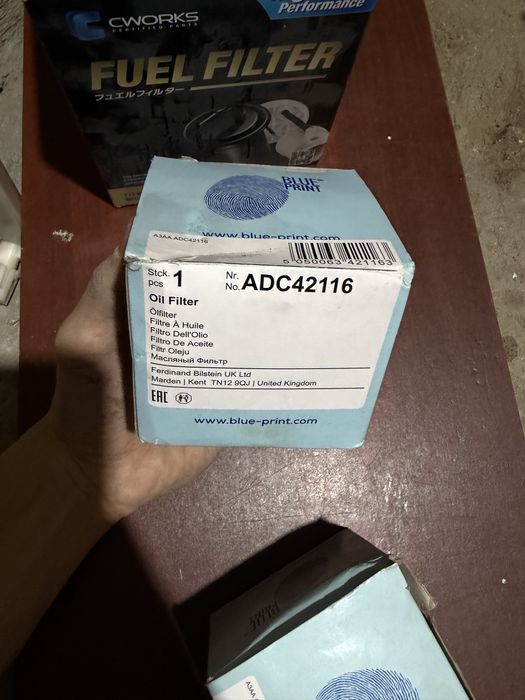 Performance
CWORKS
CERTIFIED PARTS
FUEL FILTER
フュエルフィルター
BLUE
PRINT
www.blue-print.com
A3AA ADC42116
5 050063 421163
Stck. 1 Nr. ADC42116
pcs No.
Oil Filter
Ölfilter
Filtre À Huile
Filtro Dell'Olio
Filtro De Aceite
Filtr Oleju
Масляный Фильтр
Ferdinand Bilstein UK Ltd
Marden | Kent TN12 9QJ | United Kingdom
EAC
www.blue-print.com
BLUE
PRINT